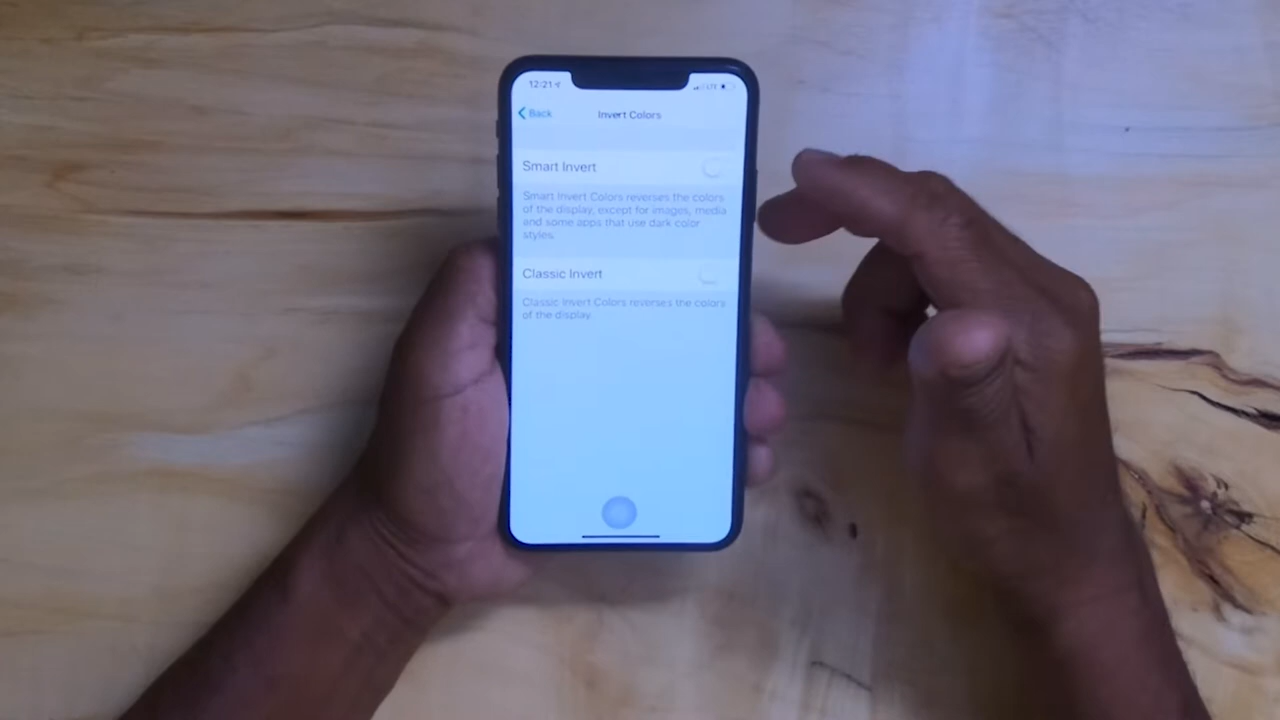 12:21
LTE
Back
Invert Colors
Smart Invert
Smart Invert Colors reverses the colors
of the display, except for images, media
and some apps that use dark color
styles.
Classic Invert
Classic Invert Colors reverses the colors
of the display.